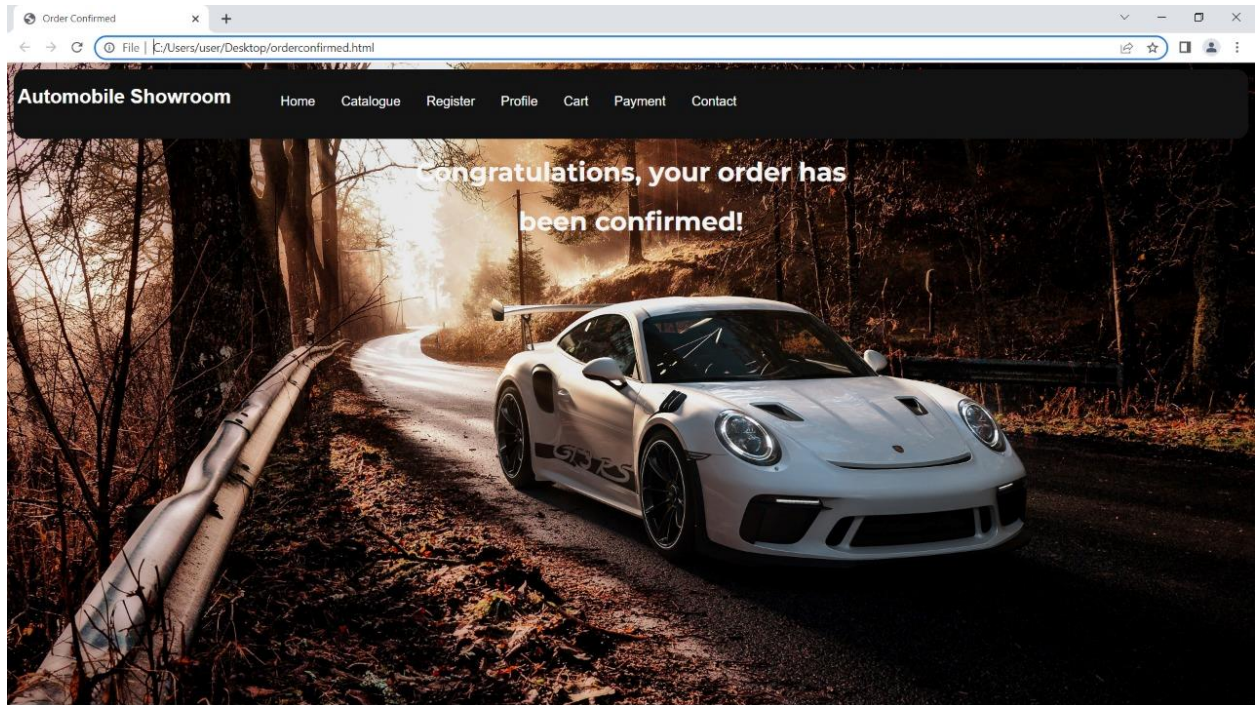 Order Confirmed
File | C:/Users/user/Desktop/orderconfirmed.html
Automobile Showroom Home Catalogue Register Profile Cart Payment Contact
Congratulations, your order has
been confirmed!
GT3 RS